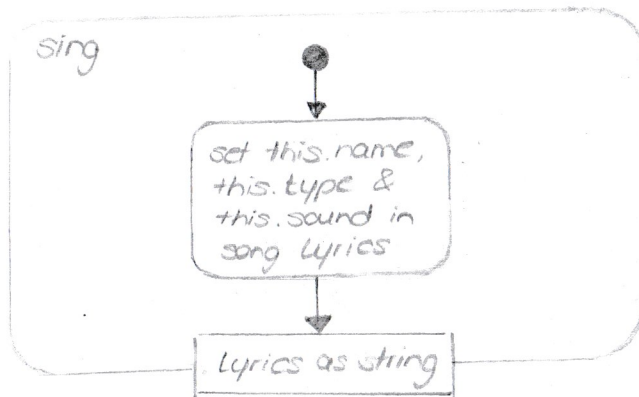 sing
set this.name,
this.type &
this.sound in
song lyrics
Lyrics as string